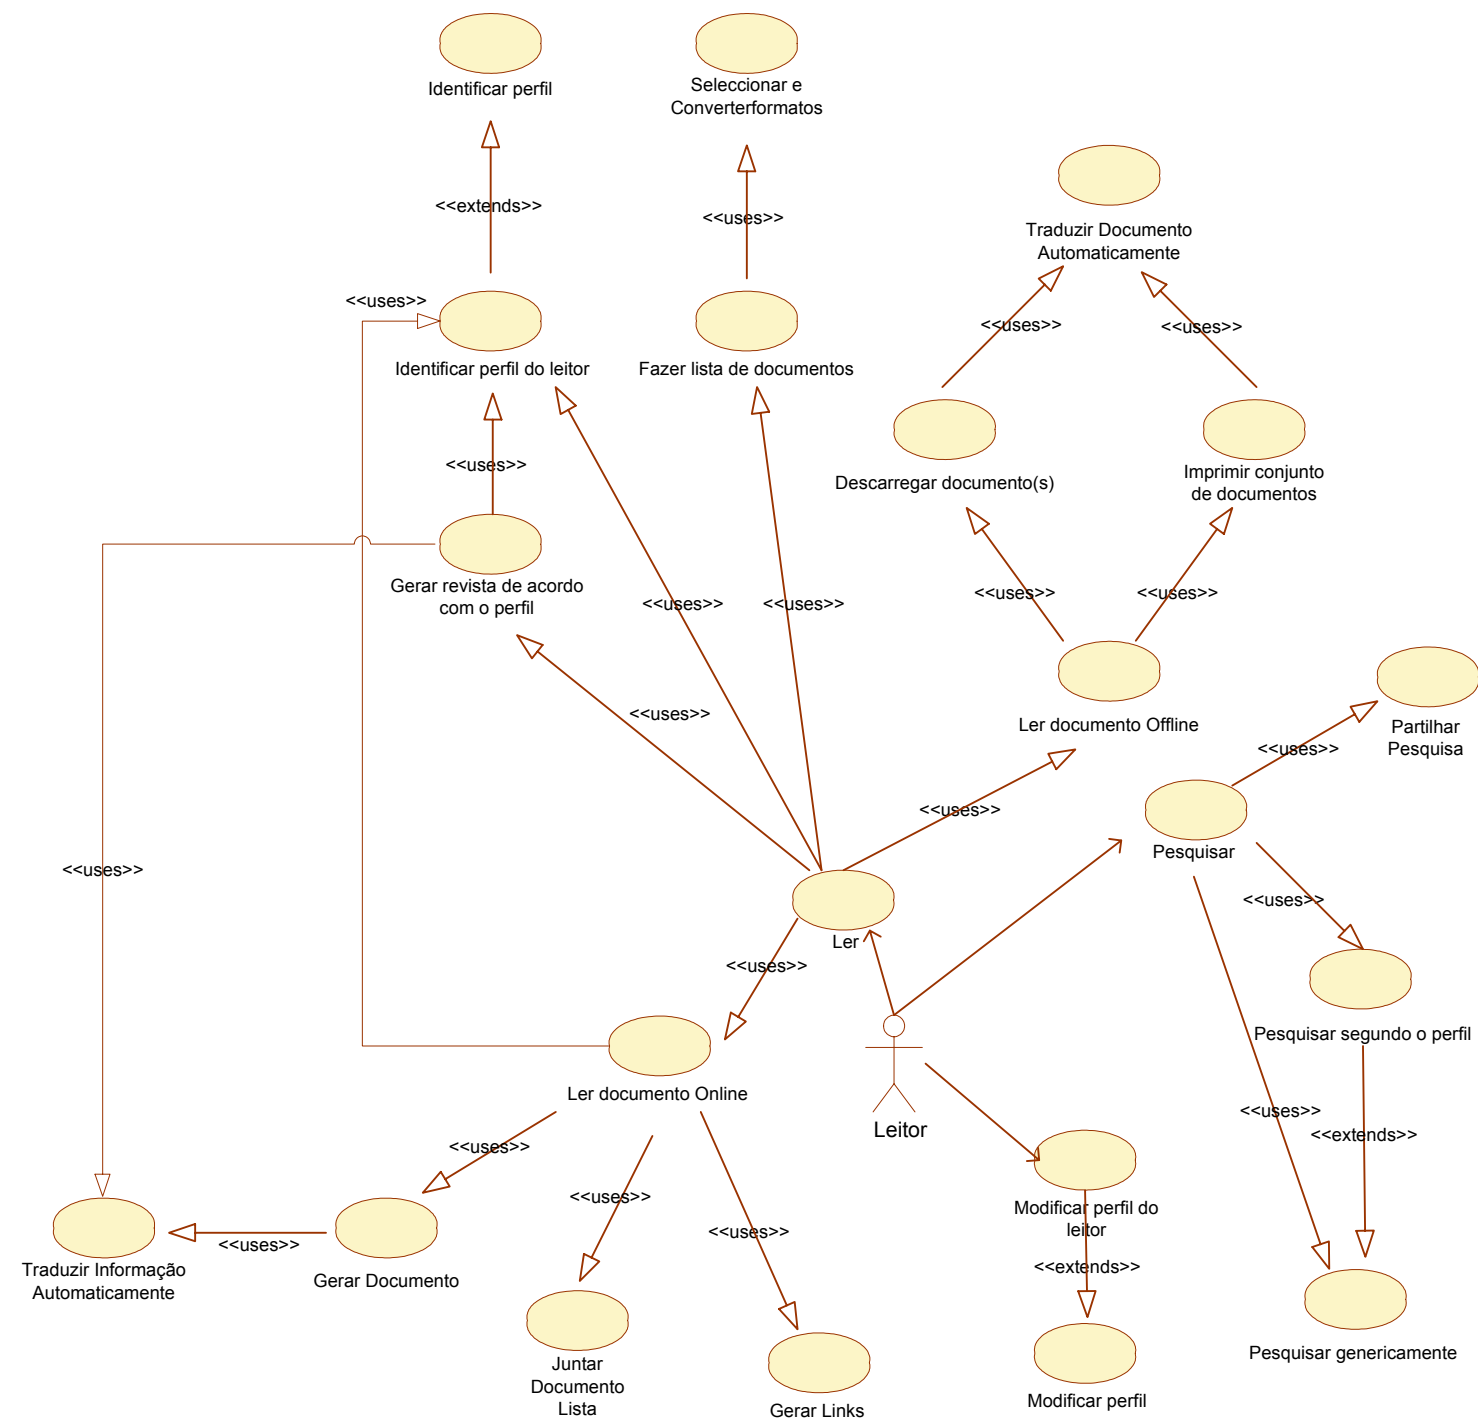 Identificar perfil
Seleccionar e
Converterformatos
<<extends>>
<<uses>>
Traduzir Documento
Automaticamente
<<uses>>
<<uses>>
<<uses>>
<<uses>>
Identificar perfil do leitor
Fazer lista de documentos
<<uses>>
Descarregar documento(s)
Imprimir conjunto
de documentos
Gerar revista de acordo
com o perfil
<<uses>>
<<uses>>
<<uses>>
<<uses>>
<<uses>>
Ler documento Offline
Partilhar
Pesquisa
<<uses>>
<<uses>>
Pesquisar
<<uses>>
<<uses>>
Ler
<<uses>>
Pesquisar segundo o perfil
Ler documento Online
Leitor
<<uses>>
<<uses>>
<<extends>>
<<uses>>
<<uses>>
Modificar perfil do
leitor
<<uses>>
Traduzir Informação
Automaticamente
Gerar Documento
<<extends>>
Pesquisar genericamente
Juntar
Documento
Lista
Gerar Links
Modificar perfil